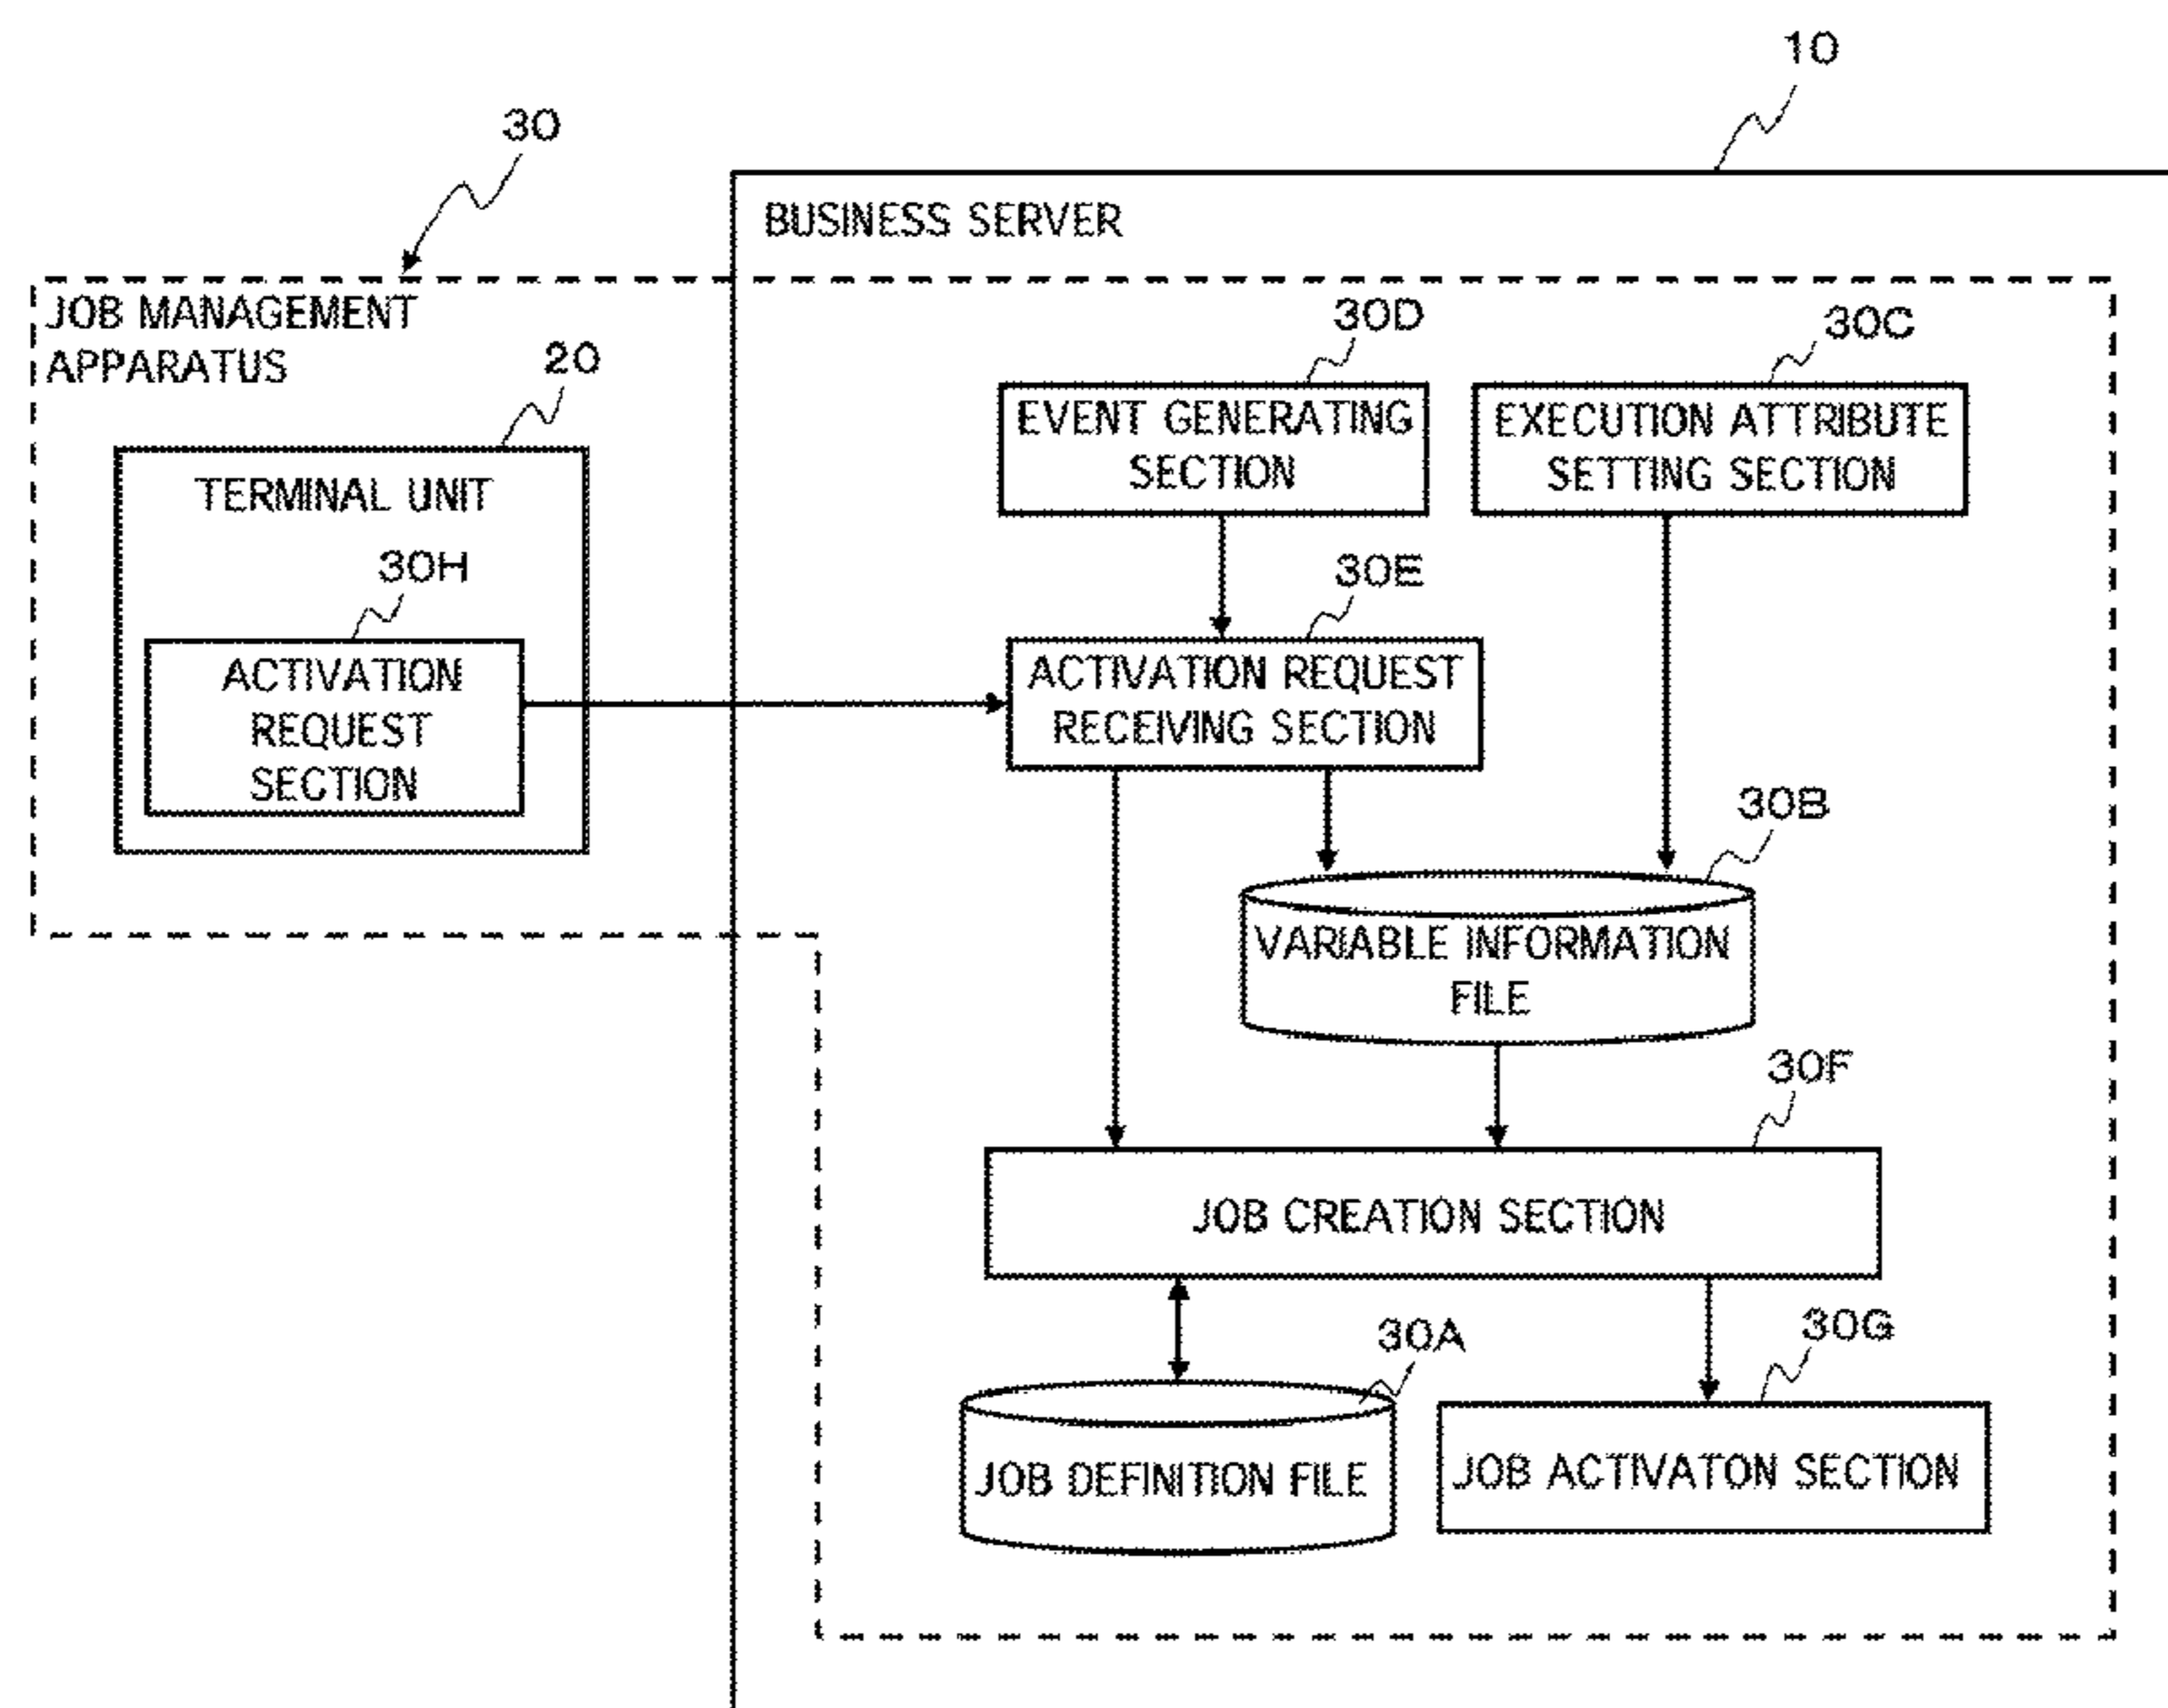 10
30
BUSINESS SERVER
JOB MANAGEMENT
APPARATUS
30D
30C
20
EVENT GENERATING
SECTION
EXECUTION ATTRIBUTE
SETTING SECTION
TERMINAL UNIT
30H
30E
ACTIVATION
REQUEST
SECTION
ACTIVATION REQUEST
RECEIVING SECTION
30B
VARIABLE INFORMATION
FILE
30F
JOB CREATION SECTION
30A
30G
JOB DEFINITION FILE
JOB ACTIVATON SECTION